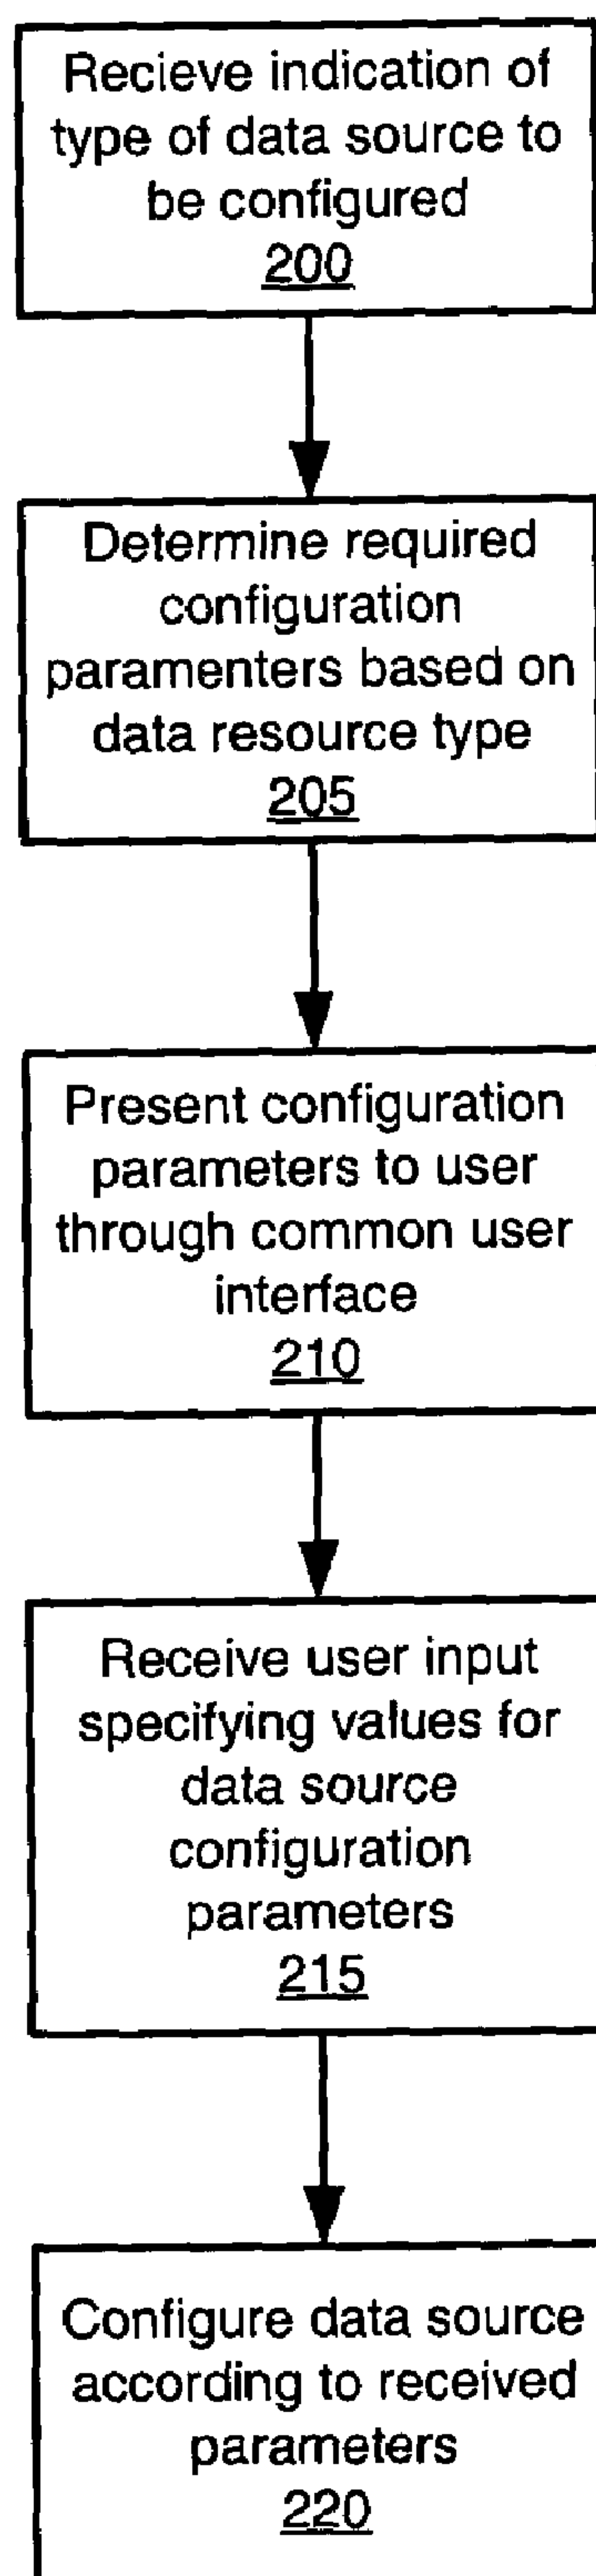 Recieve indication of
type of data source to
be configured
200
Determine required
configuration
paramenters based on
data resource type
205
Present configuration
parameters to user
through common user
interface
210
Receive user input
specifying values for
data source
configuration
parameters
215
Configure data source
according to received
parameters
220